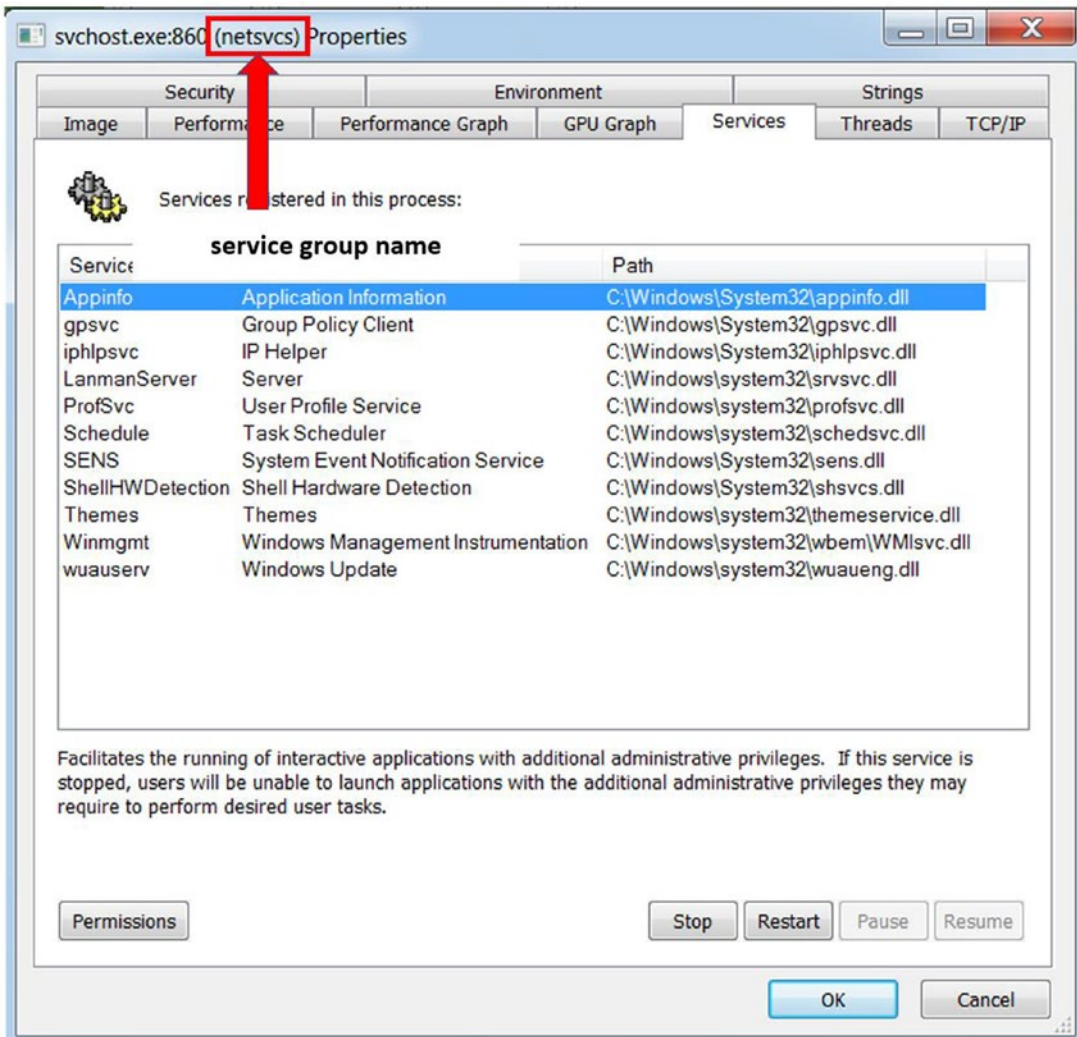 svchost.exe:860 (netsvcs) Properties
Security Environment Strings
Image Performance Performance Graph GPU Graph Services Threads TCP/IP
Services registered in this process:
service group name
Service Path
Appinfo Application Information C:\Windows\System32\appinfo.dll
gpsvc Group Policy Client C:\Windows\System32\gpsvc.dll
iphlpsvc IP Helper C:\Windows\System32\iphlpsvc.dll
LanmanServer Server C:\Windows\system32\srvsvc.dll
ProfSvc User Profile Service C:\Windows\system32\profsvc.dll
Schedule Task Scheduler C:\Windows\system32\schedsvc.dll
SENS System Event Notification Service C:\Windows\System32\sens.dll
ShellHWDetection Shell Hardware Detection C:\Windows\System32\shsvcs.dll
Themes Themes C:\Windows\system32\themeservice.dll
Winmgmt Windows Management Instrumentation C:\Windows\system32\wbem\WMIsvc.dll
wuauserv Windows Update C:\Windows\system32\wuaueng.dll
Facilitates the running of interactive applications with additional administrative privileges. If this service is
stopped, users will be unable to launch applications with the additional administrative privileges they may
require to perform desired user tasks.
Permissions Stop Restart Pause Resume
OK Cancel